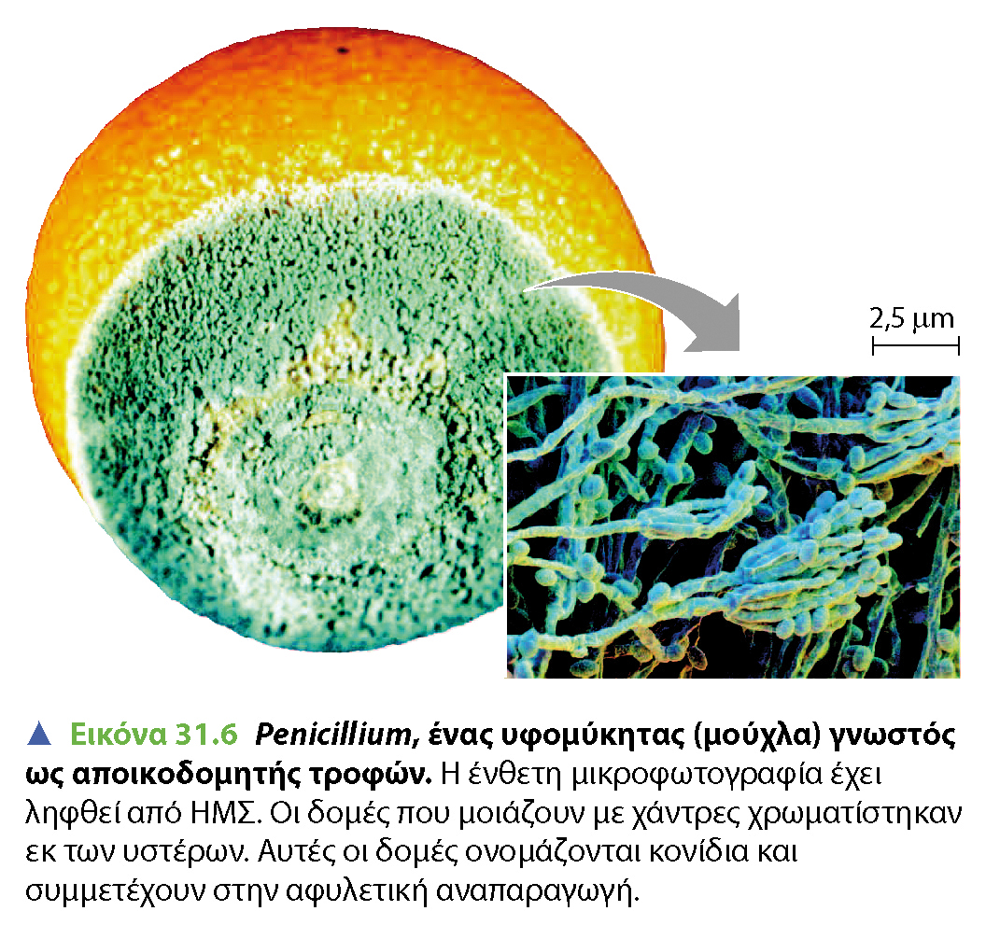 2,5 μm
▲ Εικόνα 31.6 Penicillium, ένας υφομύκητας (μούχλα) γνωστός
ως αποικοδομητής τροφών. Η ένθετη μικροφωτογραφία έχει
ληφθεί από ΗΜΣ. Οι δομές που μοιάζουν με χάντρες χρωματίστηκαν
εκ των υστέρων. Αυτές οι δομές ονομάζονται κονίδια και
συμμετέχουν στην αφυλετική αναπαραγωγή.